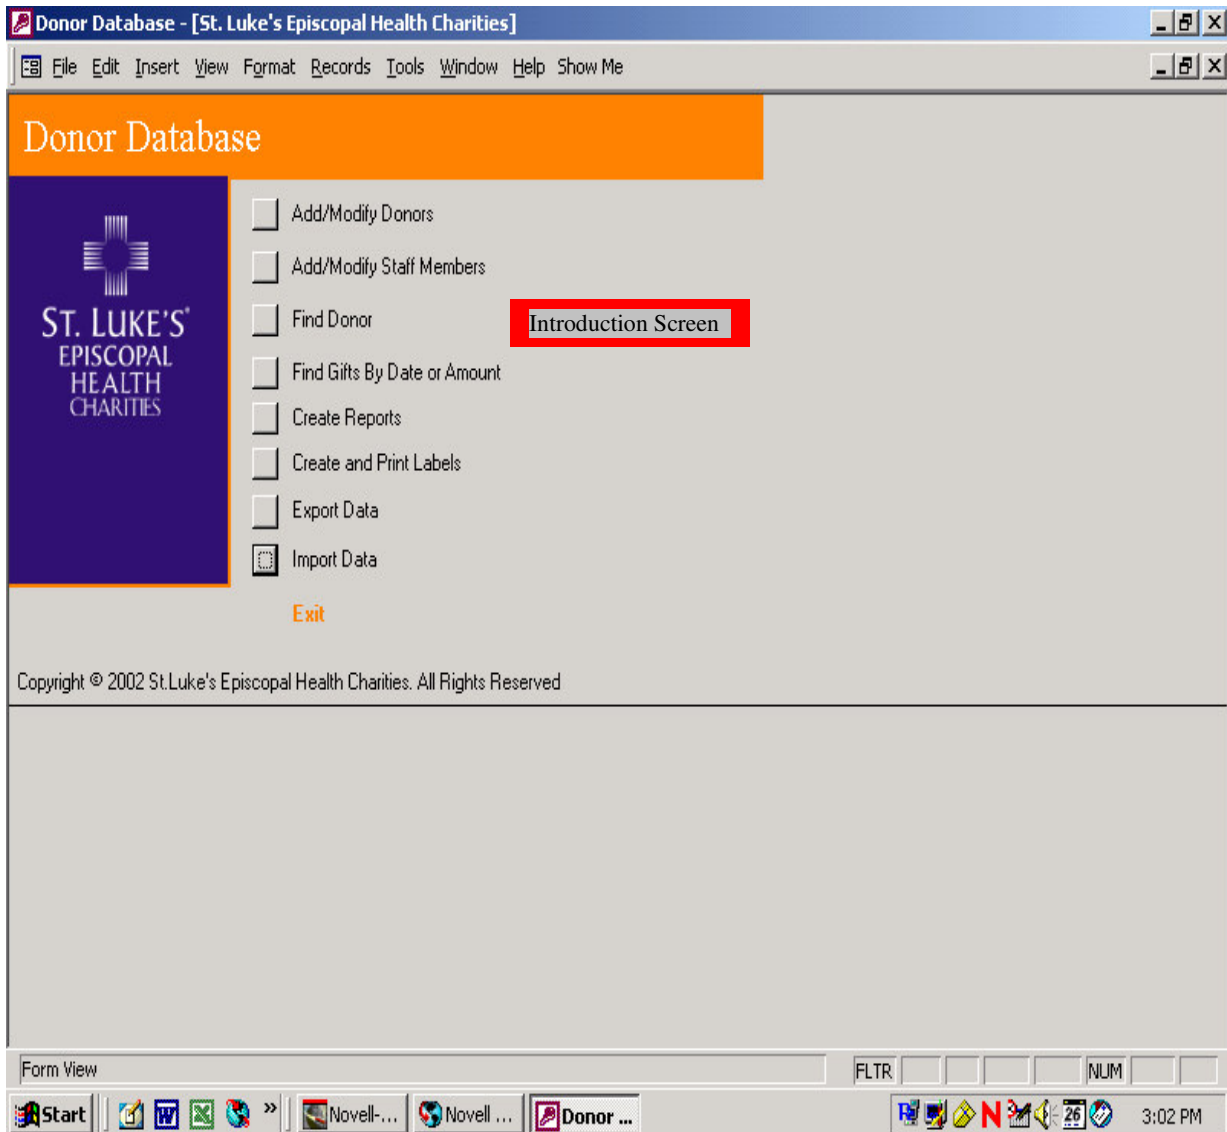 Donor Database - [St. Luke's Episcopal Health Charities]
File Edit Insert View Format Records Tools Window Help Show Me
Donor Database
ST. LUKE'S®
EPISCOPAL
HEALTH
CHARITIES
Add/Modify Donors
Add/Modify Staff Members
Find Donor
Introduction Screen
Find Gifts By Date or Amount
Create Reports
Create and Print Labels
Export Data
Import Data
Exit
Copyright © 2002 St.Luke's Episcopal Health Charities. All Rights Reserved
Form View
FLTR
NUM
Start
»
Novell-...
Novell ...
Donor ...
N
26
3:02 PM